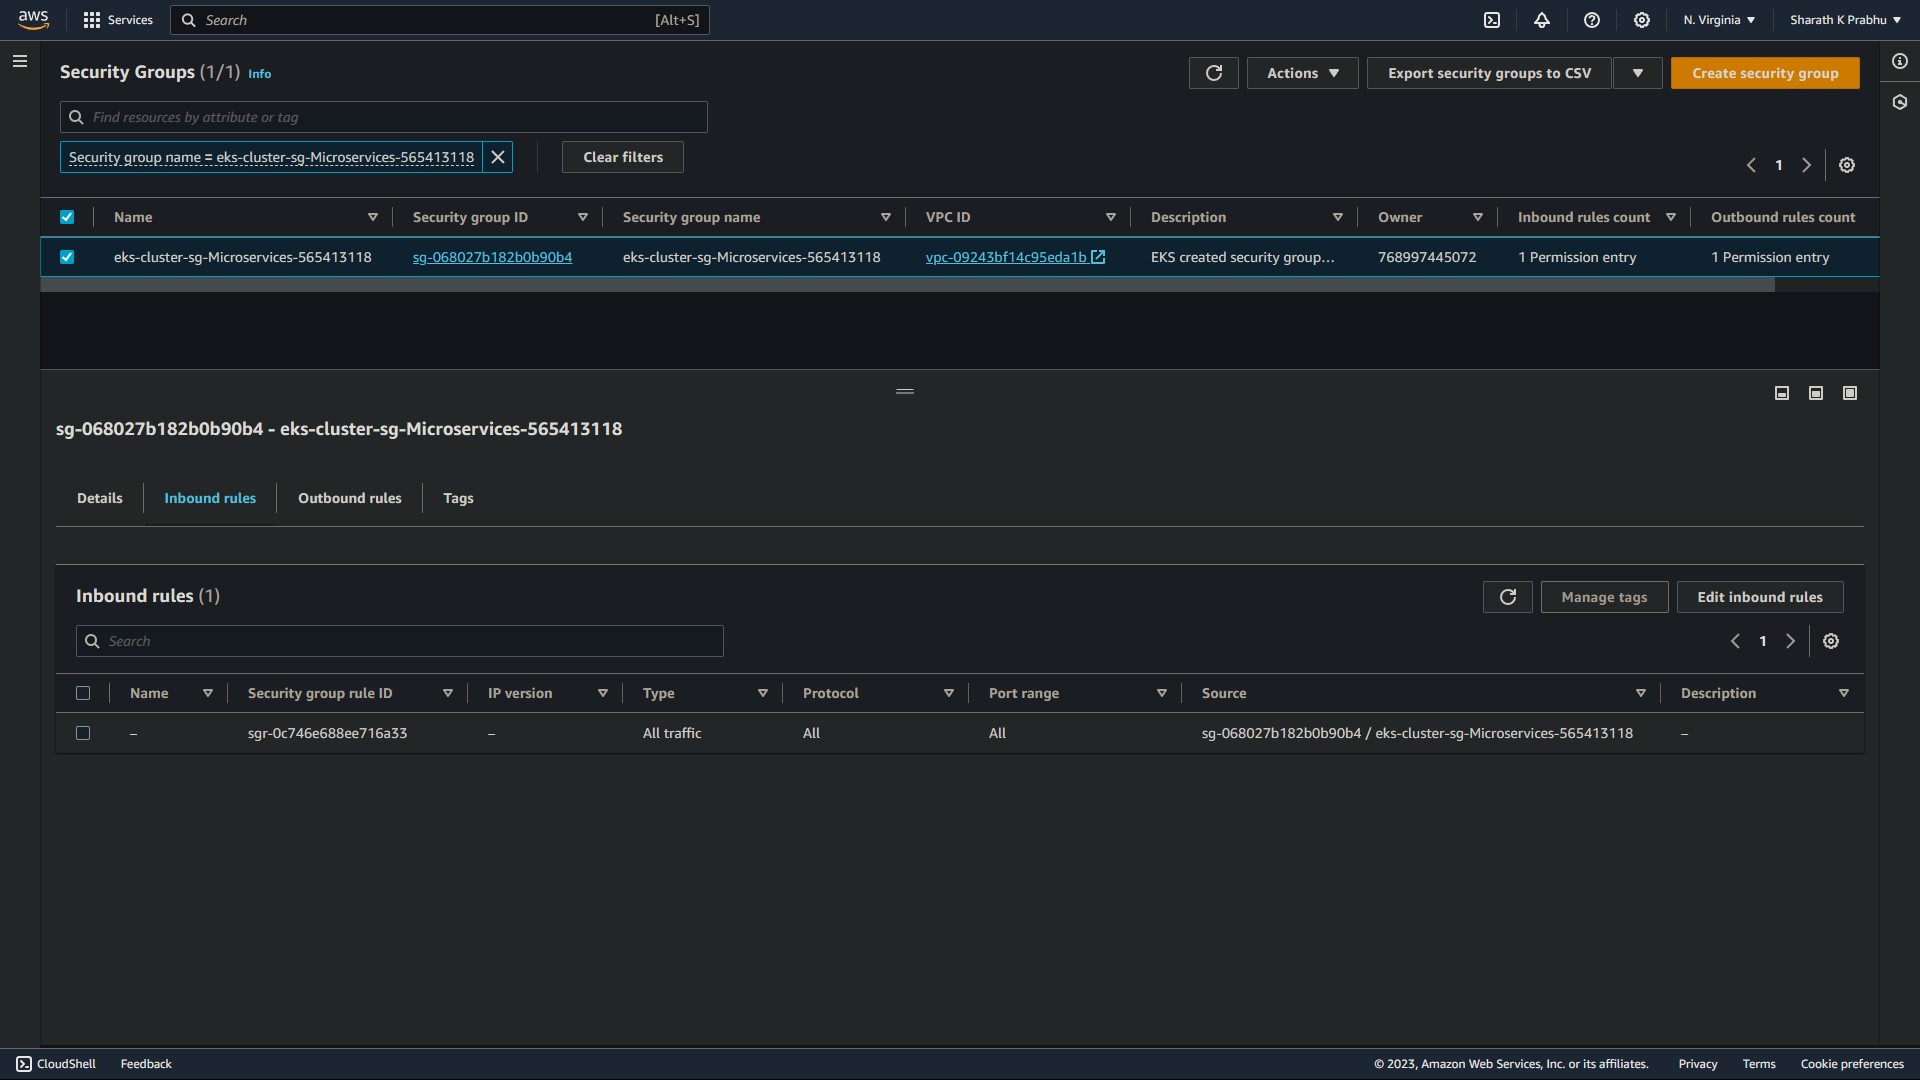 aws Services Search [Alt+S] N. Virginia Sharath K Prabhu
Security Groups (1/1) Info
Actions Export security groups to CSV Create security group
Find resources by attribute or tag
Security group name = eks-cluster-sg-Microservices-565413118 Clear filters
1
Name Security group ID Security group name VPC ID Description Owner Inbound rules count Outbound rules count
eks-cluster-sg-Microservices-565413118 sg-068027b182b0b90b4 eks-cluster-sg-Microservices-565413118 vpc-09243bf14c95eda1b EKS created security group... 768997445072 1 Permission entry 1 Permission entry
sg-068027b182b0b90b4 - eks-cluster-sg-Microservices-565413118
Details Inbound rules Outbound rules Tags
Inbound rules (1) Manage tags Edit inbound rules
Search 1
Name Security group rule ID IP version Type Protocol Port range Source Description
– sgr-0c746e688ee716a33 – All traffic All All sg-068027b182b0b90b4 / eks-cluster-sg-Microservices-565413118 –
CloudShell Feedback © 2023, Amazon Web Services, Inc. or its affiliates. Privacy Terms Cookie preferences